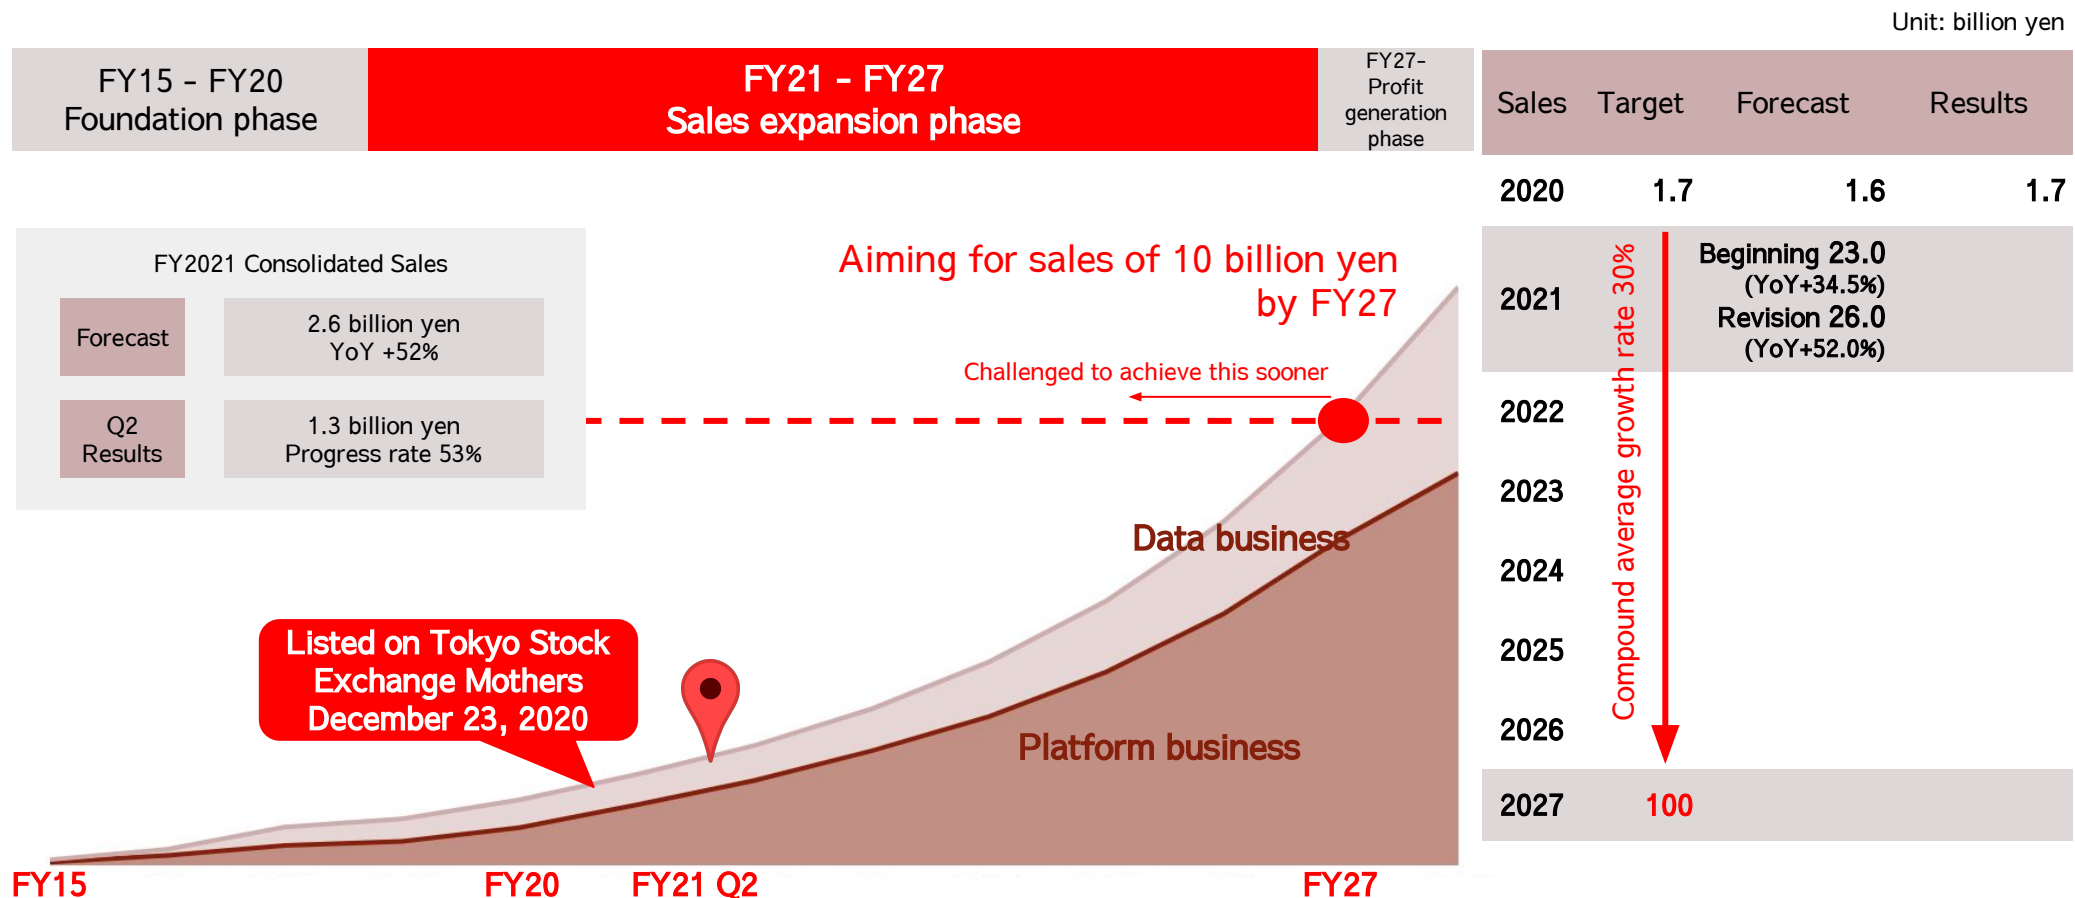 Unit: billion yen
FY15 – FY20
Foundation phase
FY21 – FY27
Sales expansion phase
FY27–
Profit
generation
phase
Sales Target Forecast Results
2020 1.7 1.6 1.7
2021
Beginning 23.0
(YoY+34.5%)
Revision 26.0
(YoY+52.0%)
2022
2023
2024
2025
2026
2027 100
Compound average growth rate 30%
FY2021 Consolidated Sales
Forecast
2.6 billion yen
YoY +52%
Q2
Results
1.3 billion yen
Progress rate 53%
Aiming for sales of 10 billion yen
by FY27
Challenged to achieve this sooner
Data business
Platform business
Listed on Tokyo Stock
Exchange Mothers
December 23, 2020
FY15 FY20 FY21 Q2 FY27